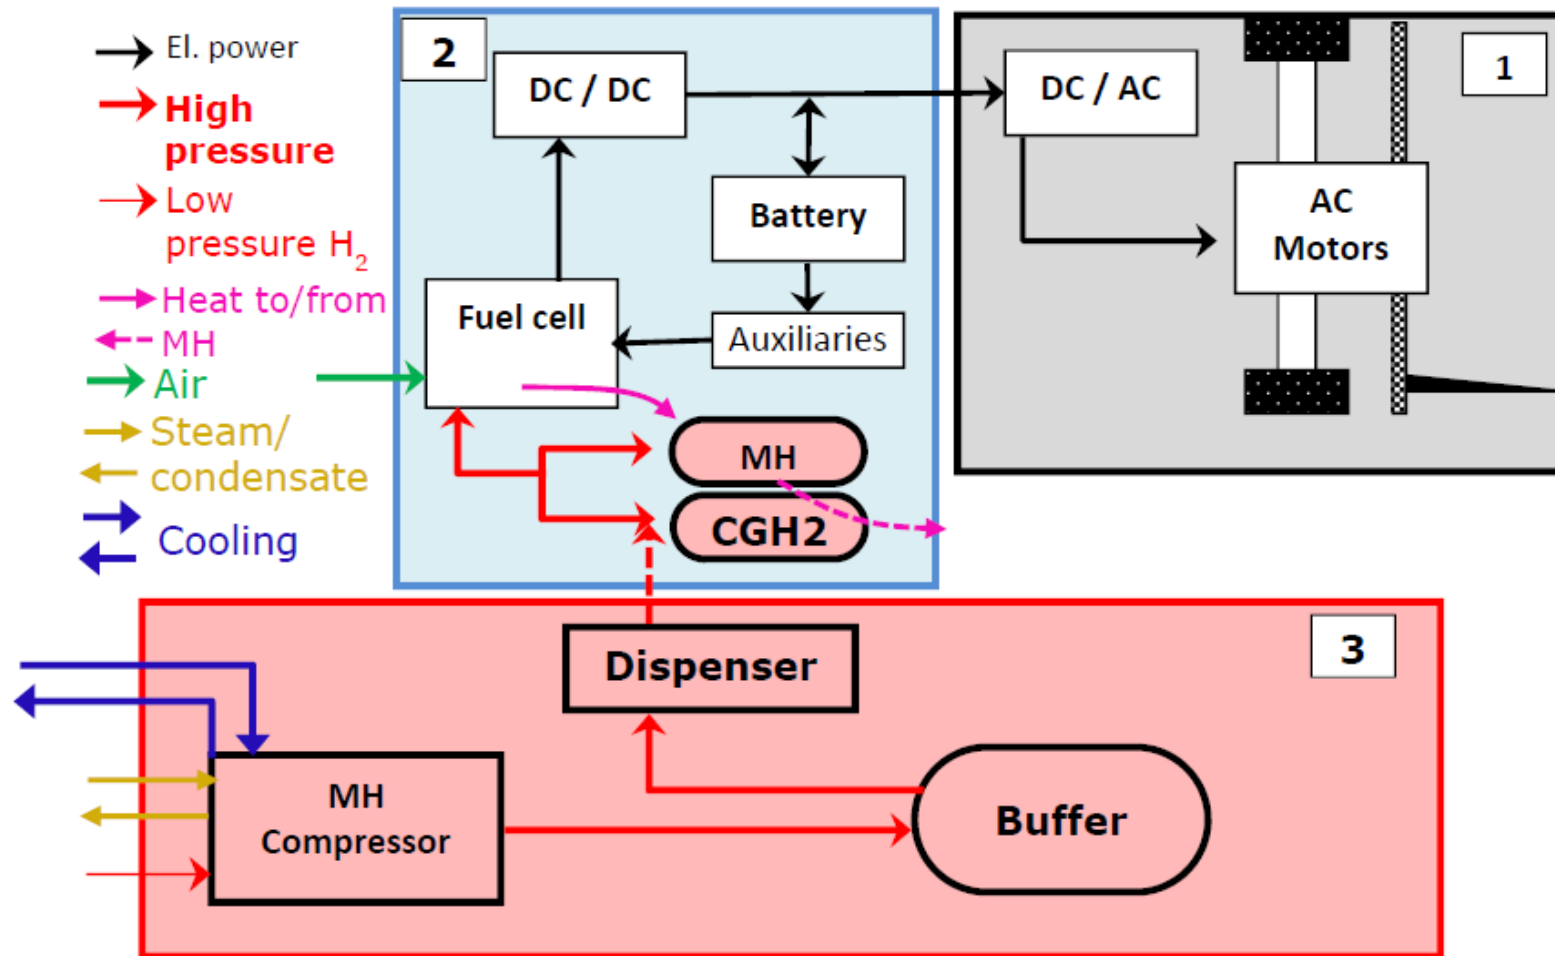 El. power
High
pressure
Low
pressure H₂
Heat to/from
MH
Air
Steam/
condensate
Cooling
2
DC / DC
Battery
Fuel cell
Auxiliaries
MH
CGH2
1
DC / AC
AC
Motors
3
Dispenser
MH
Compressor
Buffer